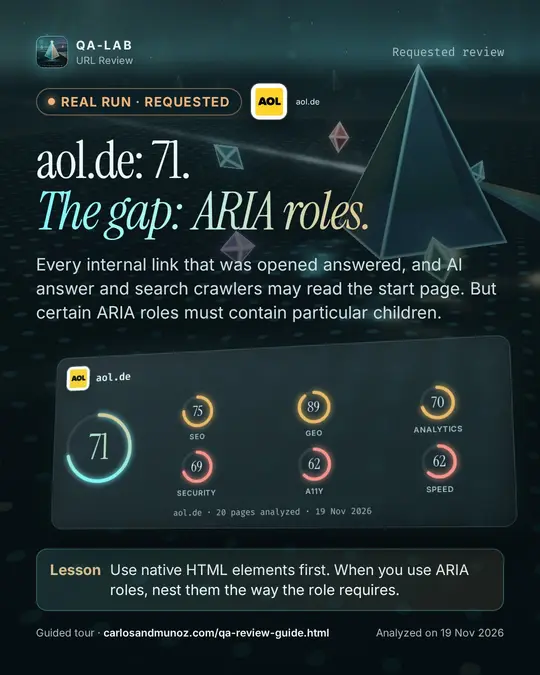 QA-LAB
URL Review
Requested review
REAL RUN · REQUESTED
AOL
aol.de
aol.de: 71.
The gap: ARIA roles.
Every internal link that was opened answered, and AI
answer and search crawlers may read the start page. But
certain ARIA roles must contain particular children.
AOL
aol.de
71
75
SEO
89
GEO
70
ANALYTICS
69
SECURITY
62
A11Y
62
SPEED
aol.de · 20 pages analyzed · 19 Nov 2026
Lesson Use native HTML elements first. When you use ARIA
roles, nest them the way the role requires.
Guided tour · carlosandmunoz.com/qa-review-guide.html
Analyzed on 19 Nov 2026